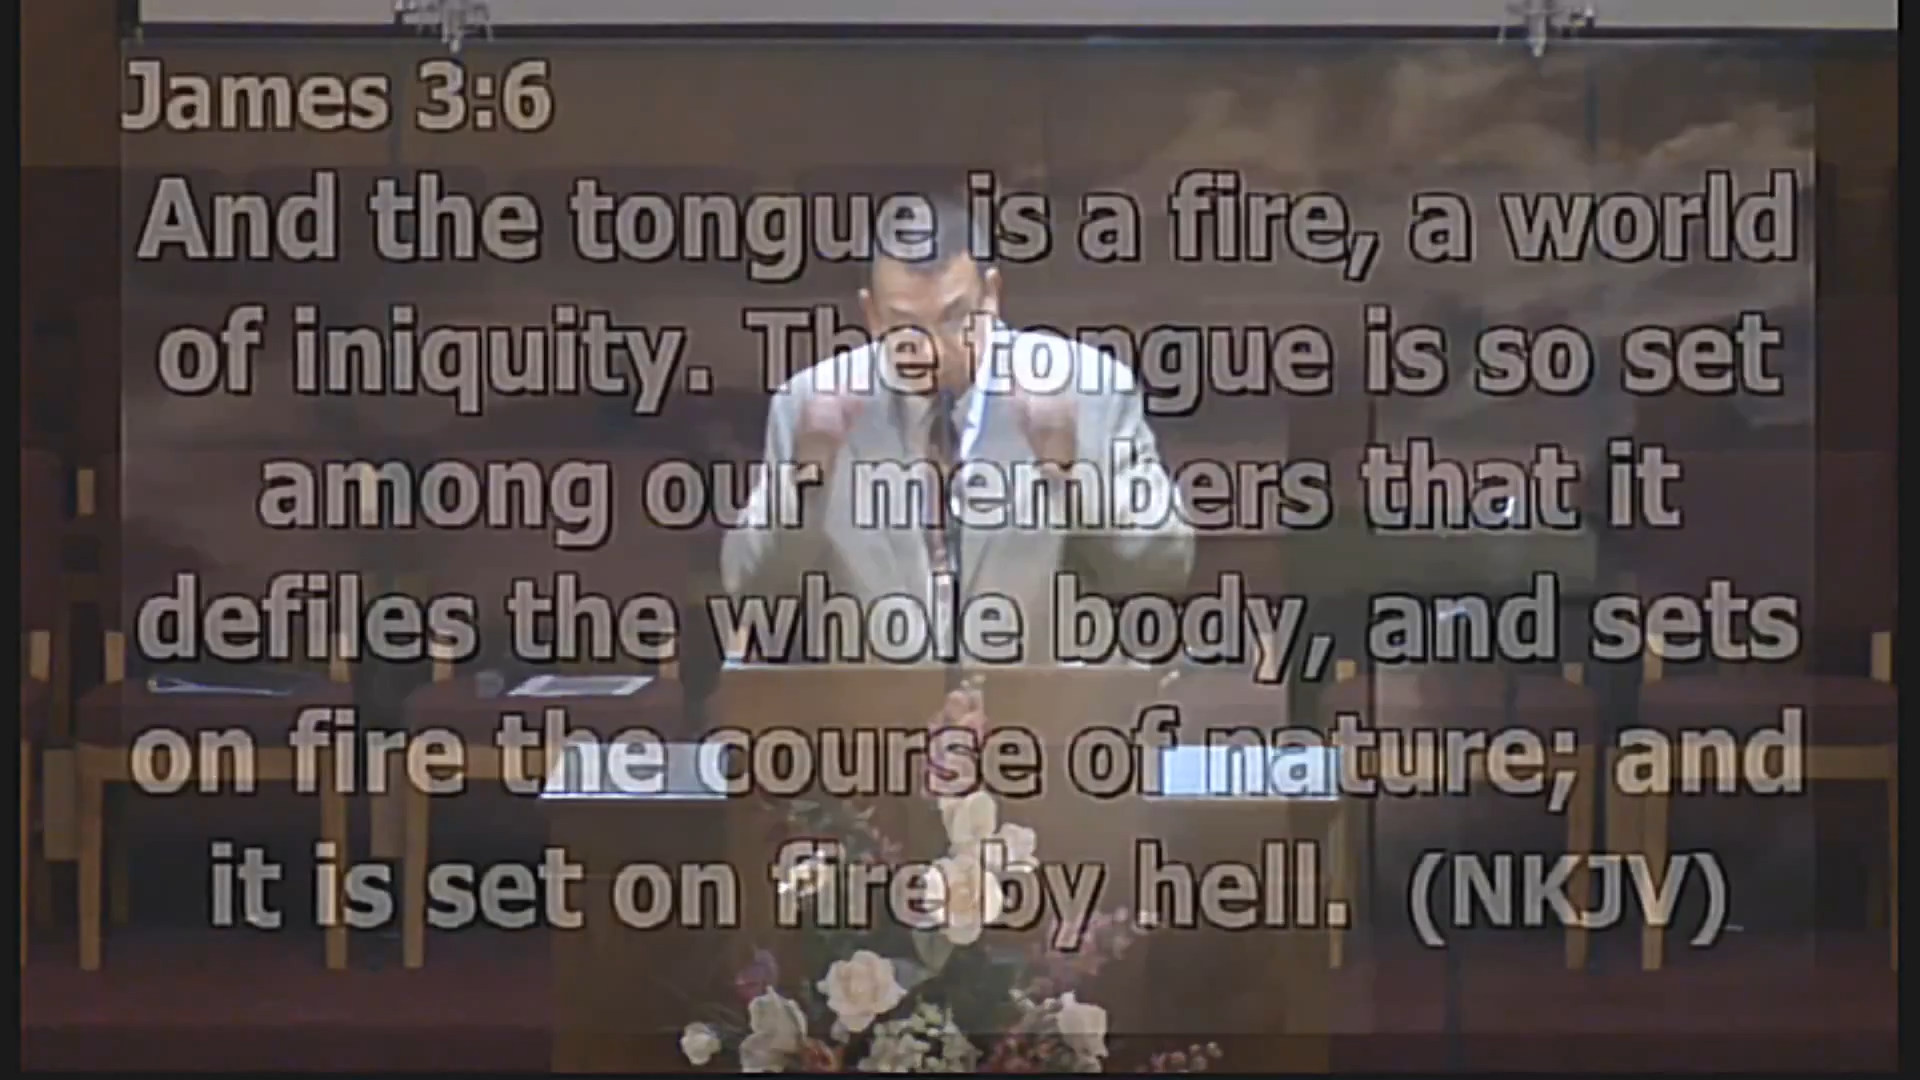 James 3:6
And the tongue is a fire, a world
of iniquity. The tongue is so set
among our members that it
defiles the whole body, and sets
on fire the course of nature; and
it is set on fire by hell. (NKJV)